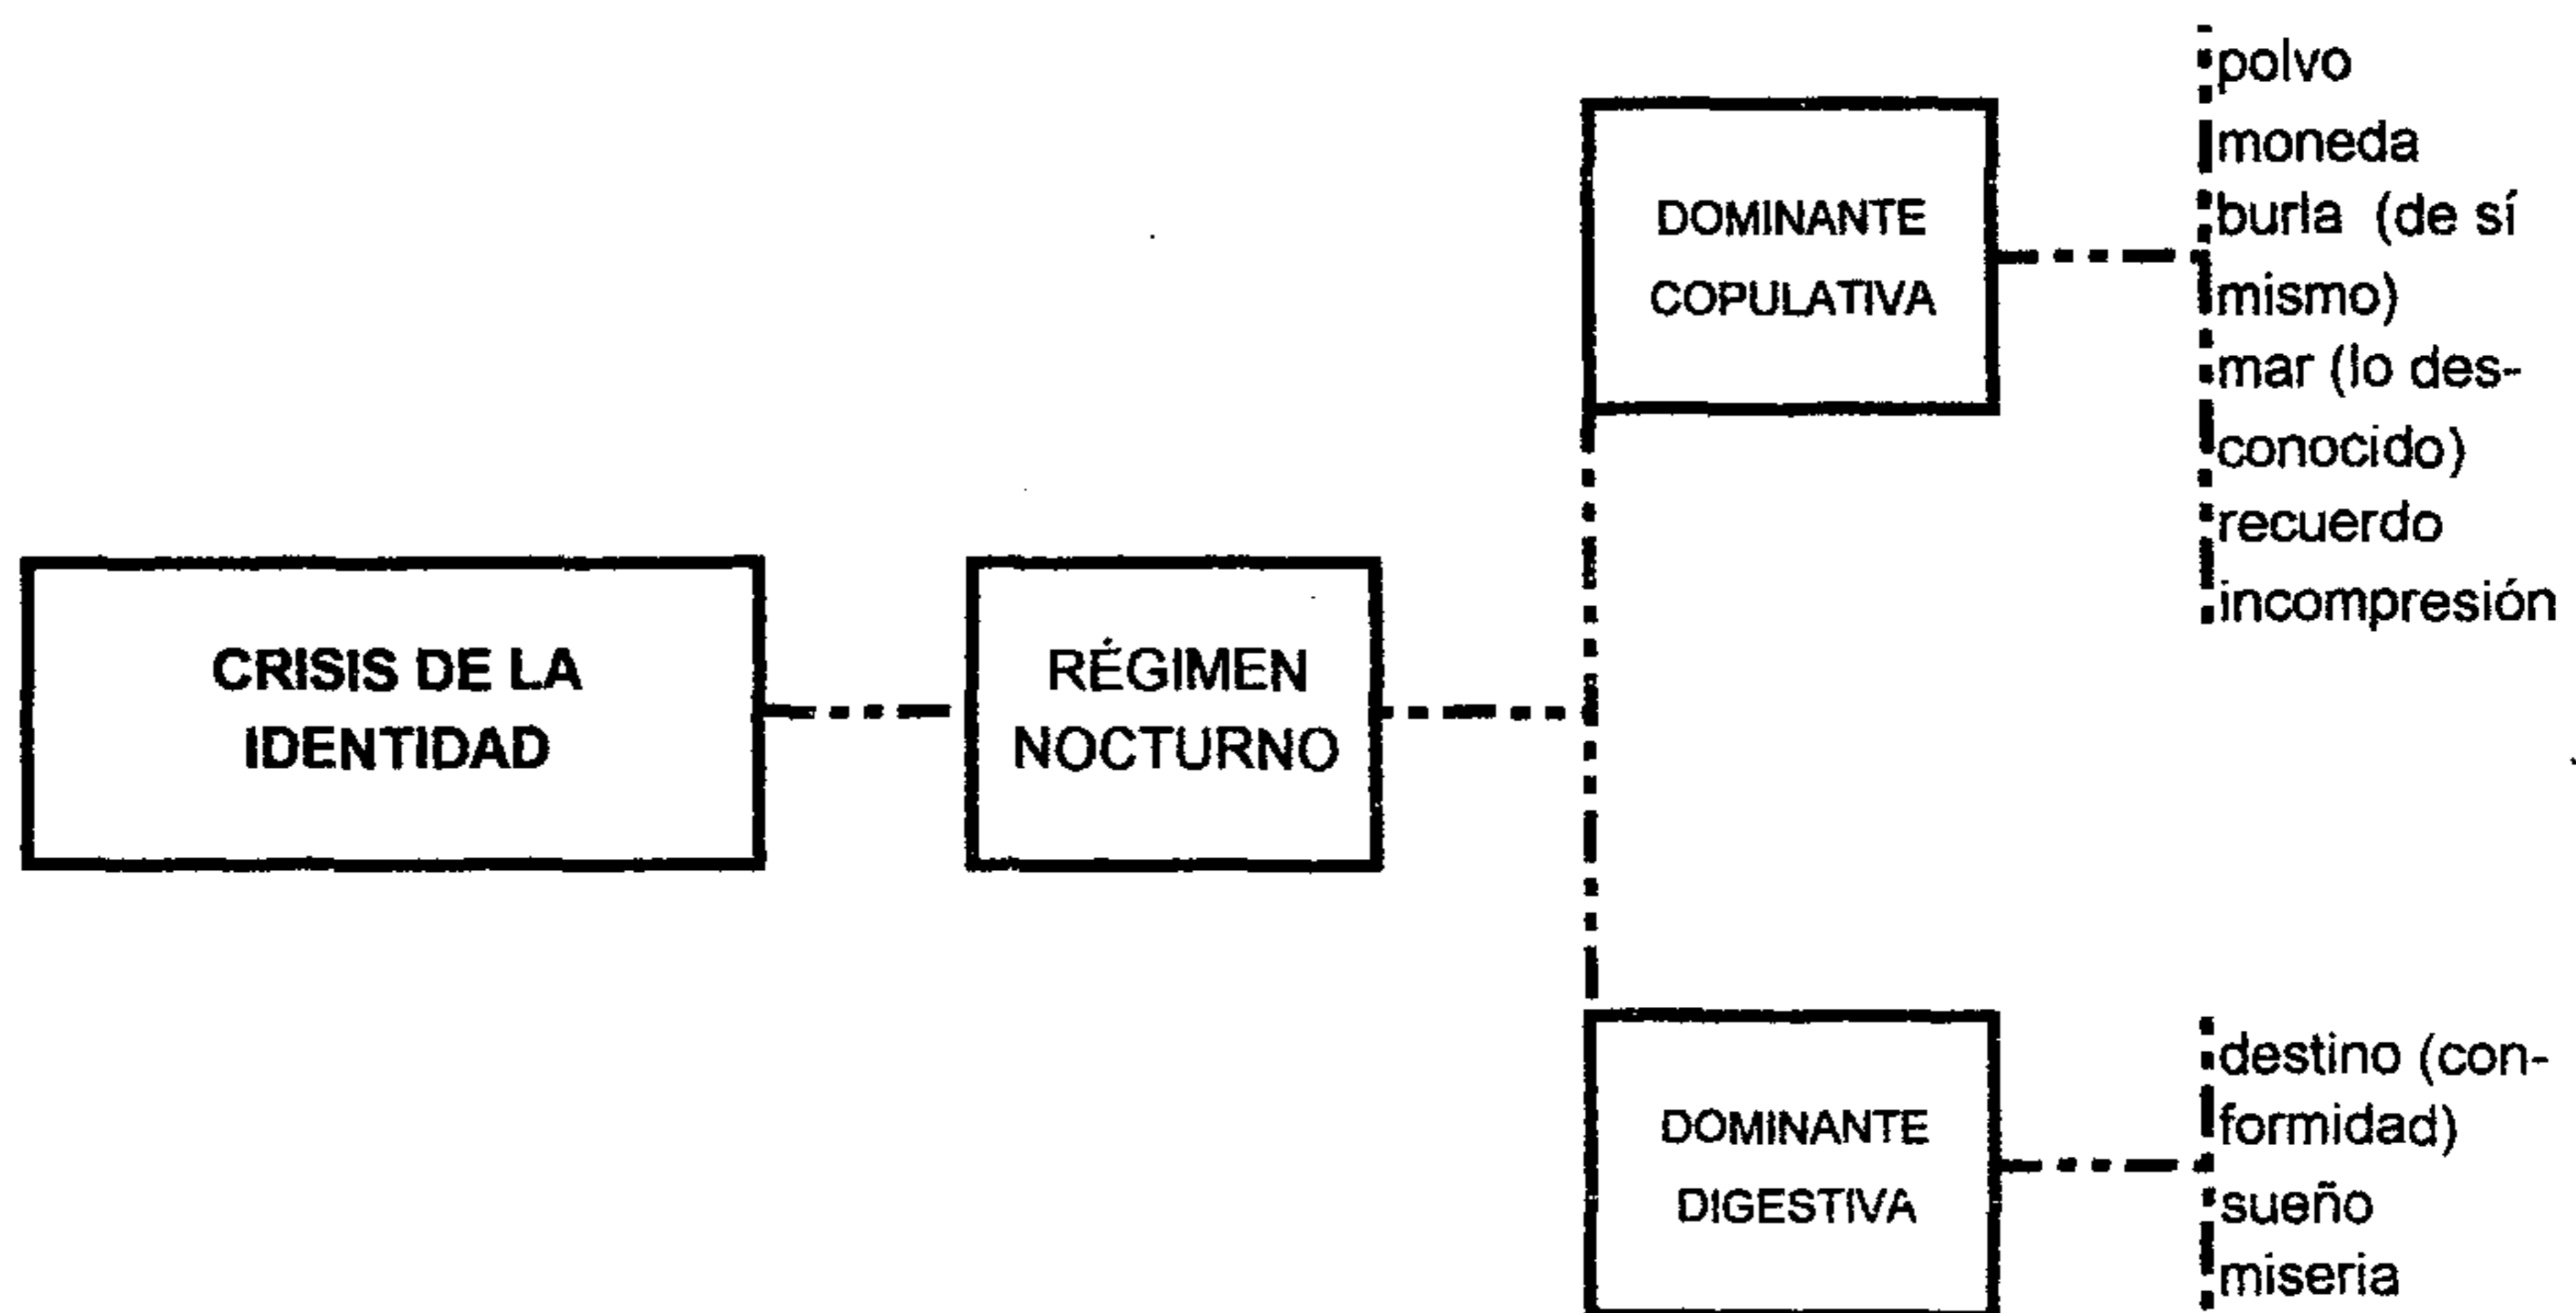 CRISIS DE LA
IDENTIDAD
RÉGIMEN
NOCTURNO
DOMINANTE
COPULATIVA
polvo
moneda
burla (de sí
mismo)
mar (lo des-
conocido)
recuerdo
incompresión
DOMINANTE
DIGESTIVA
destino (con-
formidad)
sueño
miseria